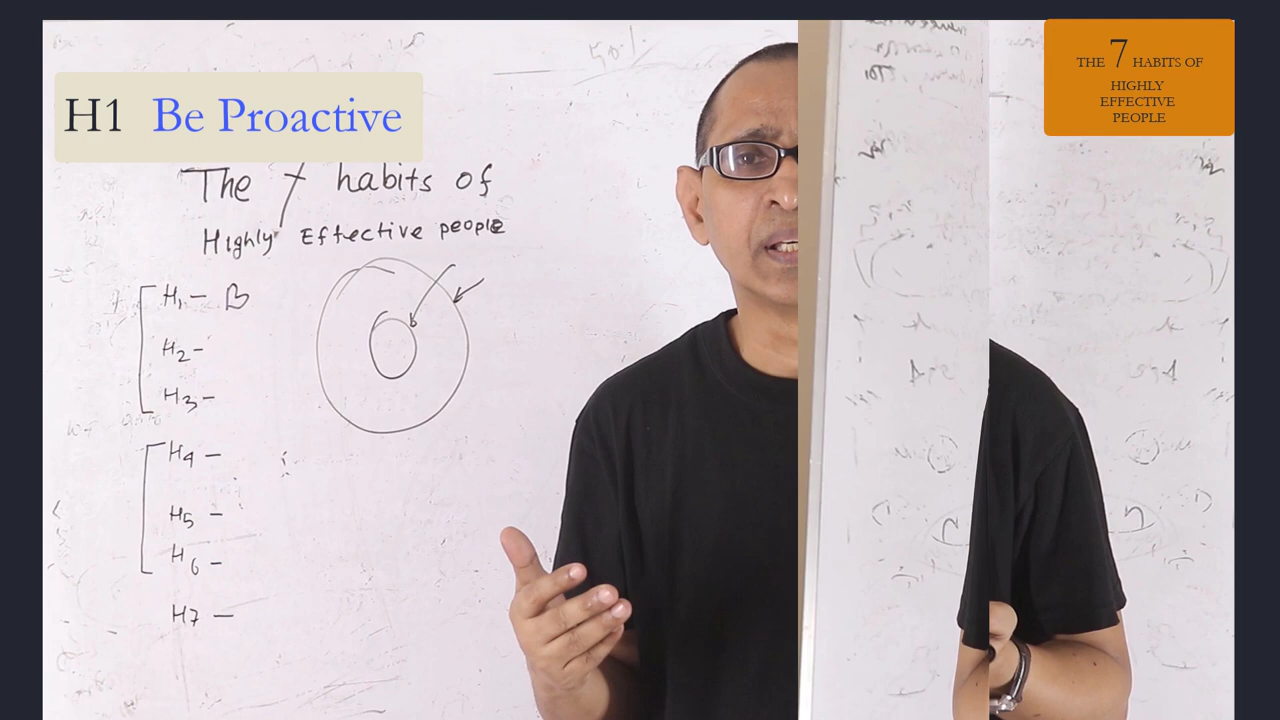 H1 Be Proactive
THE 7 HABITS OF
HIGHLY
EFFECTIVE
PEOPLE
The 7 habits of
Highly Effective people
H1 - B
H2 -
H3 -
H4 -
H5 -
H6 -
H7 -